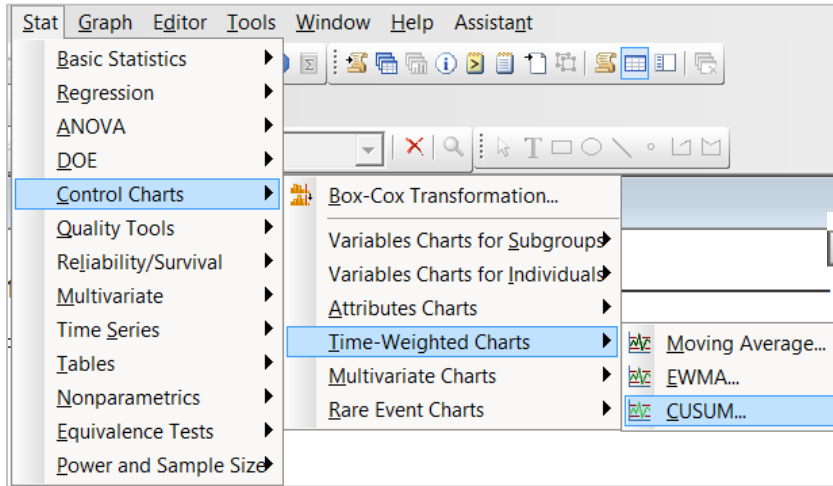 Stat Graph Editor Tools Window Help Assistant
Basic Statistics
Regression
ANOVA
DOE
Control Charts
Quality Tools
Reliability/Survival
Multivariate
Time Series
Tables
Nonparametrics
Equivalence Tests
Power and Sample Size
Box-Cox Transformation...
Variables Charts for Subgroups
Variables Charts for Individuals
Attributes Charts
Time-Weighted Charts
Multivariate Charts
Rare Event Charts
Moving Average...
EWMA...
CUSUM...